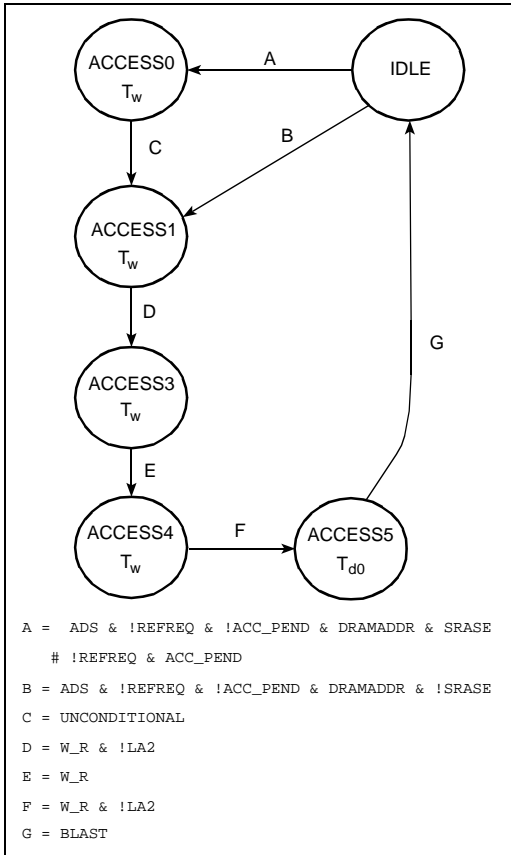 ACCESS0
Tw
A
IDLE
B
C
ACCESS1
Tw
D
G
ACCESS3
Tw
E
ACCESS4
Tw
F
ACCESS5
Td0
A = ADS & !REFREQ & !ACC_PEND & DRAMADDR & SRASE
# !REFREQ & ACC_PEND
B = ADS & !REFREQ & !ACC_PEND & DRAMADDR & !SRASE
C = UNCONDITIONAL
D = W_R & !LA2
E = W_R
F = W_R & !LA2
G = BLAST